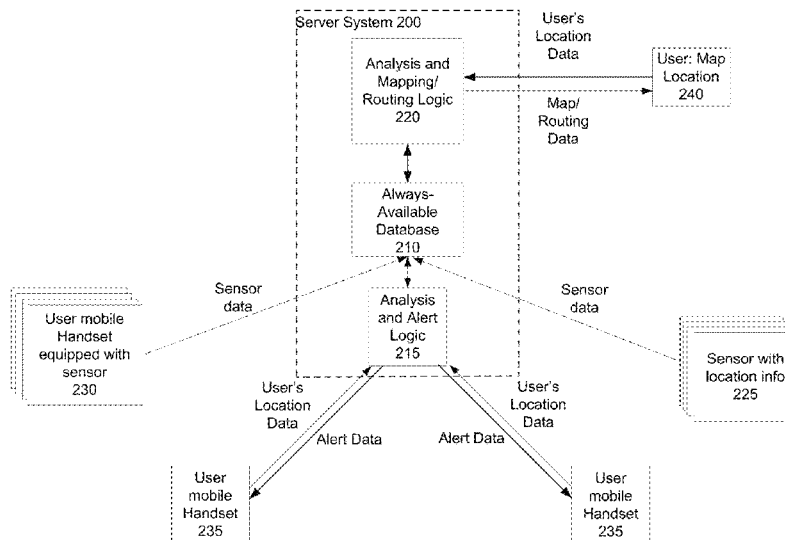 Server System 200
Analysis and
Mapping/
Routing Logic
220
User's
Location
Data
User: Map
Location
240
Map/
Routing
Data
Always-
Available
Database
210
Sensor
data
Sensor
data
User mobile
Handset
equipped with
sensor
230
Analysis
and Alert
Logic
215
Sensor with
location info
225
User's
Location
Data
User's
Location
Data
Alert Data
Alert Data
User
mobile
Handset
235
User
mobile
Handset
235